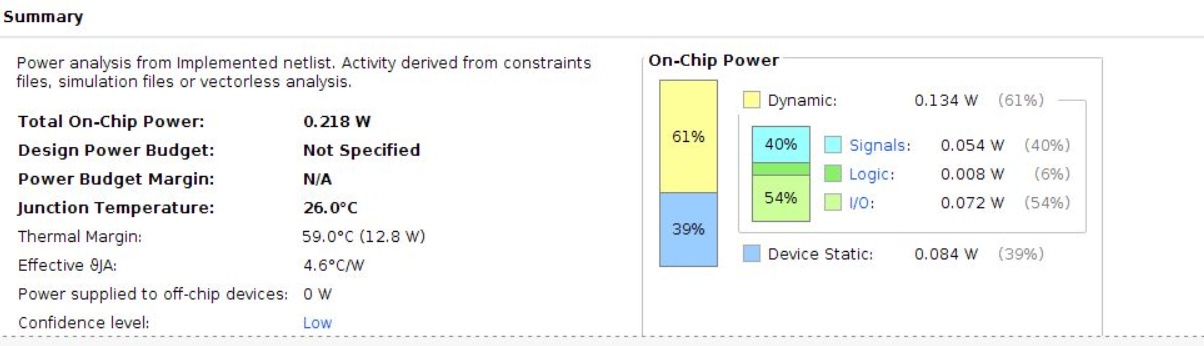 Summary
Power analysis from Implemented netlist. Activity derived from constraints
files, simulation files or vectorless analysis.
Total On-Chip Power: 0.218 W
Design Power Budget: Not Specified
Power Budget Margin: N/A
Junction Temperature: 26.0°C
Thermal Margin: 59.0°C (12.8 W)
Effective ϑJA: 4.6°C/W
Power supplied to off-chip devices: 0 W
Confidence level: Low
On-Chip Power
61%
39%
Dynamic: 0.134 W (61%)
40%
54%
Signals: 0.054 W (40%)
Logic: 0.008 W (6%)
I/O: 0.072 W (54%)
Device Static: 0.084 W (39%)